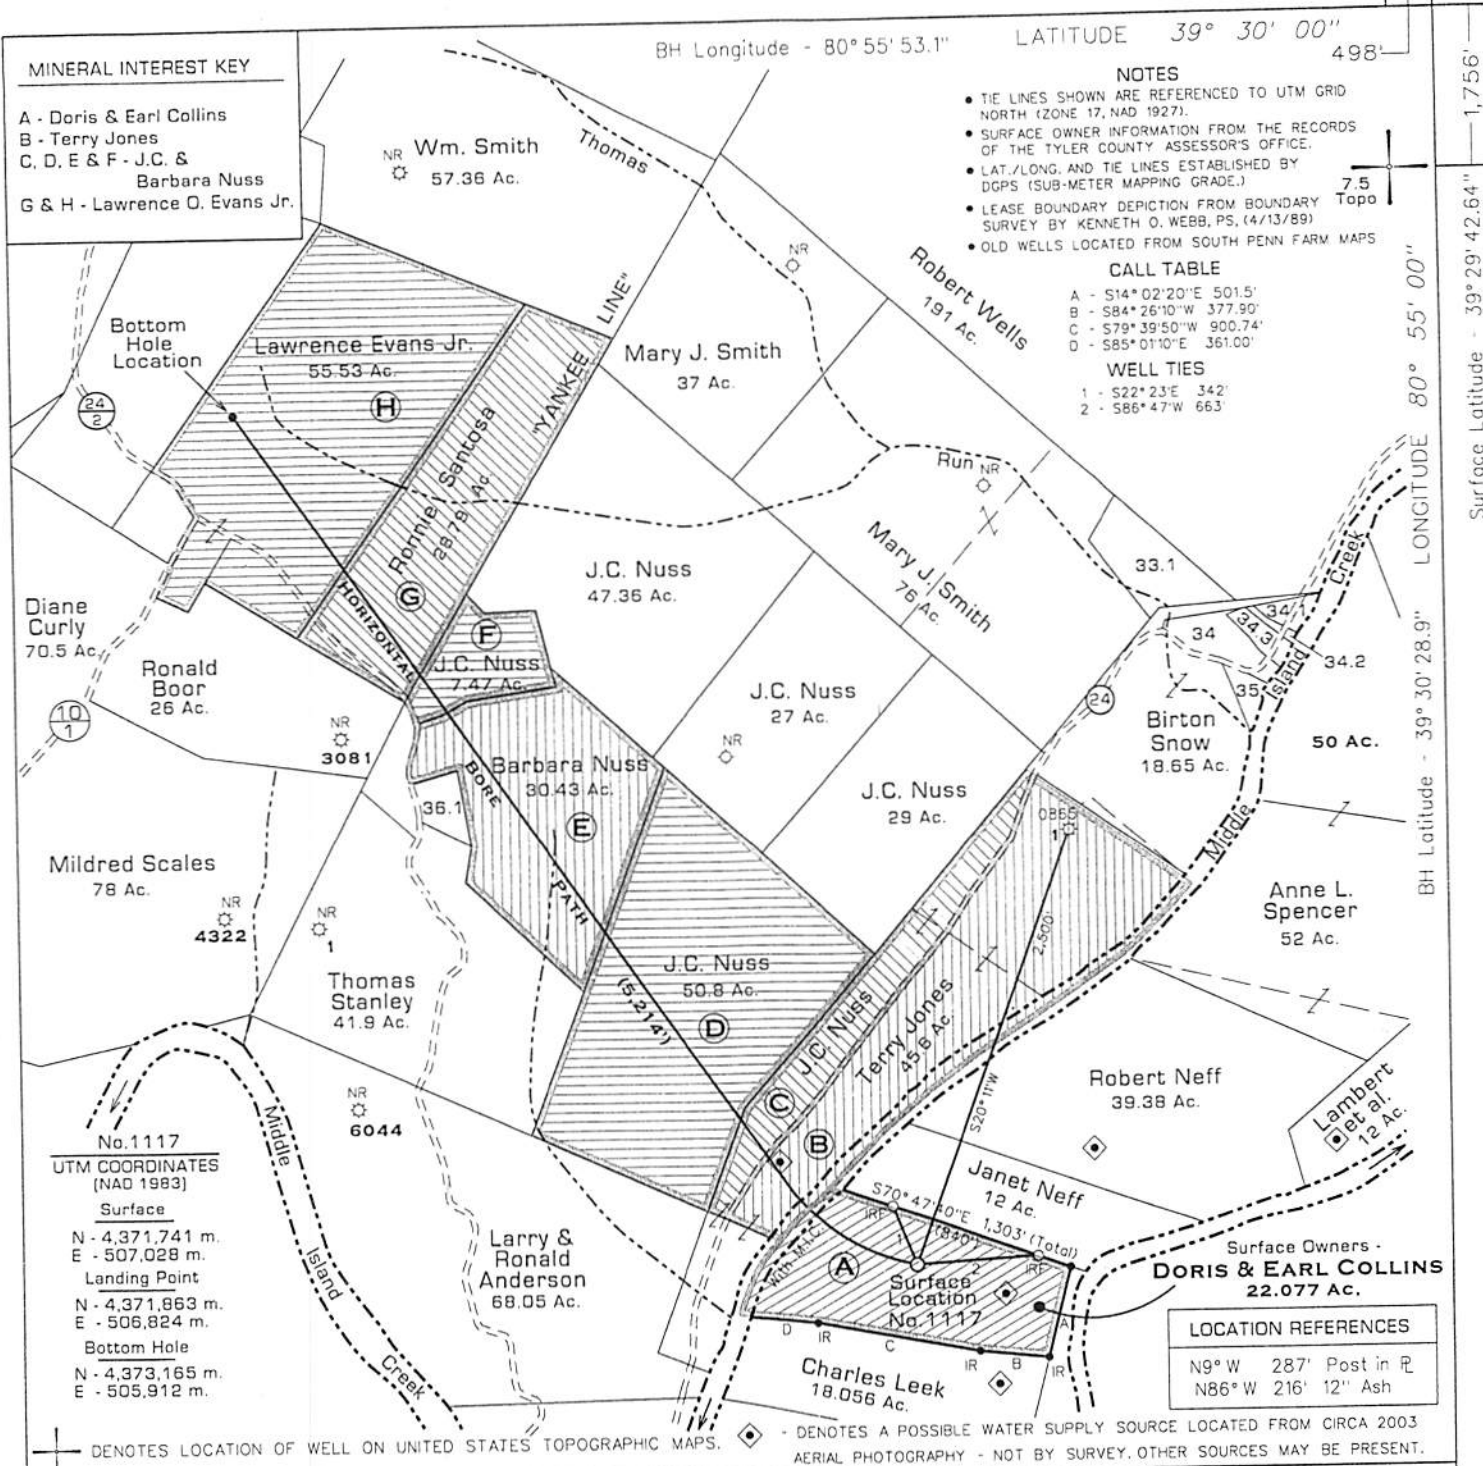 BH Longitude - 80° 55' 53.1"
LATITUDE 39° 30' 00"
498'
1,756'
MINERAL INTEREST KEY
A - Doris & Earl Collins
B - Terry Jones
C, D, E & F - J.C. &
Barbara Nuss
G & H - Lawrence O. Evans Jr.
NOTES
• TIE LINES SHOWN ARE REFERENCED TO UTM GRID
NORTH (ZONE 17, NAD 1927).
• SURFACE OWNER INFORMATION FROM THE RECORDS
OF THE TYLER COUNTY ASSESSOR'S OFFICE.
• LAT./LONG. AND TIE LINES ESTABLISHED BY
DGPS (SUB-METER MAPPING GRADE.)
• LEASE BOUNDARY DEPICTION FROM BOUNDARY
SURVEY BY KENNETH O. WEBB, PS, (4/13/89)
• OLD WELLS LOCATED FROM SOUTH PENN FARM MAPS
7.5
Topo
CALL TABLE
A - S14° 02'20"E 501.5'
B - S84° 26'10"W 377.90'
C - S79° 39'50"W 900.74'
D - S85° 01'10"E 361.00'
WELL TIES
1 - S22° 23'E 342'
2 - S86° 47'W 663'
Surface Latitude - 39° 29' 42.64"
LONGITUDE 80° 55' 00"
BH Latitude - 39° 30' 28.9"
NR
Wm. Smith
57.36 Ac.
Thomas
NR
Robert Wells
191 Ac.
Bottom
Hole
Location
Lawrence Evans Jr.
55.53 Ac.
H
"YANKEE LINE"
Mary J. Smith
37 Ac.
24
2
Ronnie Santosa
28.79 Ac.
G
Run
NR
Mary J. Smith
76 Ac.
J.C. Nuss
47.36 Ac.
33.1
34
34.1
34.3
34.2
35
Island
Creek
Diane
Curly
70.5 Ac.
Ronald
Boor
26 Ac.
10
1
HORIZONTAL
F
J.C. Nuss
7.47 Ac.
J.C. Nuss
27 Ac.
NR
24
Birton
Snow
18.65 Ac.
50 Ac.
NR
3081
BORE
Barbara Nuss
30.43 Ac.
E
36.1
J.C. Nuss
29 Ac.
0865
1
Middle
Mildred Scales
78 Ac.
NR
4322
NR
1
PATH
Anne L.
Spencer
52 Ac.
Thomas
Stanley
41.9 Ac.
J.C. Nuss
50.8 Ac.
D
(5,214')
J.C. Nuss
C
Terry Jones
45.6 Ac.
B
2,500'
S20° 11'W
Robert Neff
39.38 Ac.
Lambert
et al.
12 Ac.
NR
6044
Janet Neff
12 Ac.
No.1117
UTM COORDINATES
(NAD 1983)
Surface
N - 4,371,741 m.
E - 507,028 m.
Landing Point
N - 4,371,863 m.
E - 506,824 m.
Bottom Hole
N - 4,373,165 m.
E - 505,912 m.
Middle
Island
Creek
Larry &
Ronald
Anderson
68.05 Ac.
S70° 47'40"E 1,303' (Total)
(840')
IRF
IRF
1
2
With M.I.C.
A
Surface
Location
No.1117
A
D
IR
C
IR
B
IR
Surface Owners -
DORIS & EARL COLLINS
22.077 Ac.
Charles Leek
18.056 Ac.
LOCATION REFERENCES
N9° W 287' Post in PL
N86° W 216' 12" Ash
DENOTES LOCATION OF WELL ON UNITED STATES TOPOGRAPHIC MAPS.
- DENOTES A POSSIBLE WATER SUPPLY SOURCE LOCATED FROM CIRCA 2003
AERIAL PHOTOGRAPHY - NOT BY SURVEY. OTHER SOURCES MAY BE PRESENT.